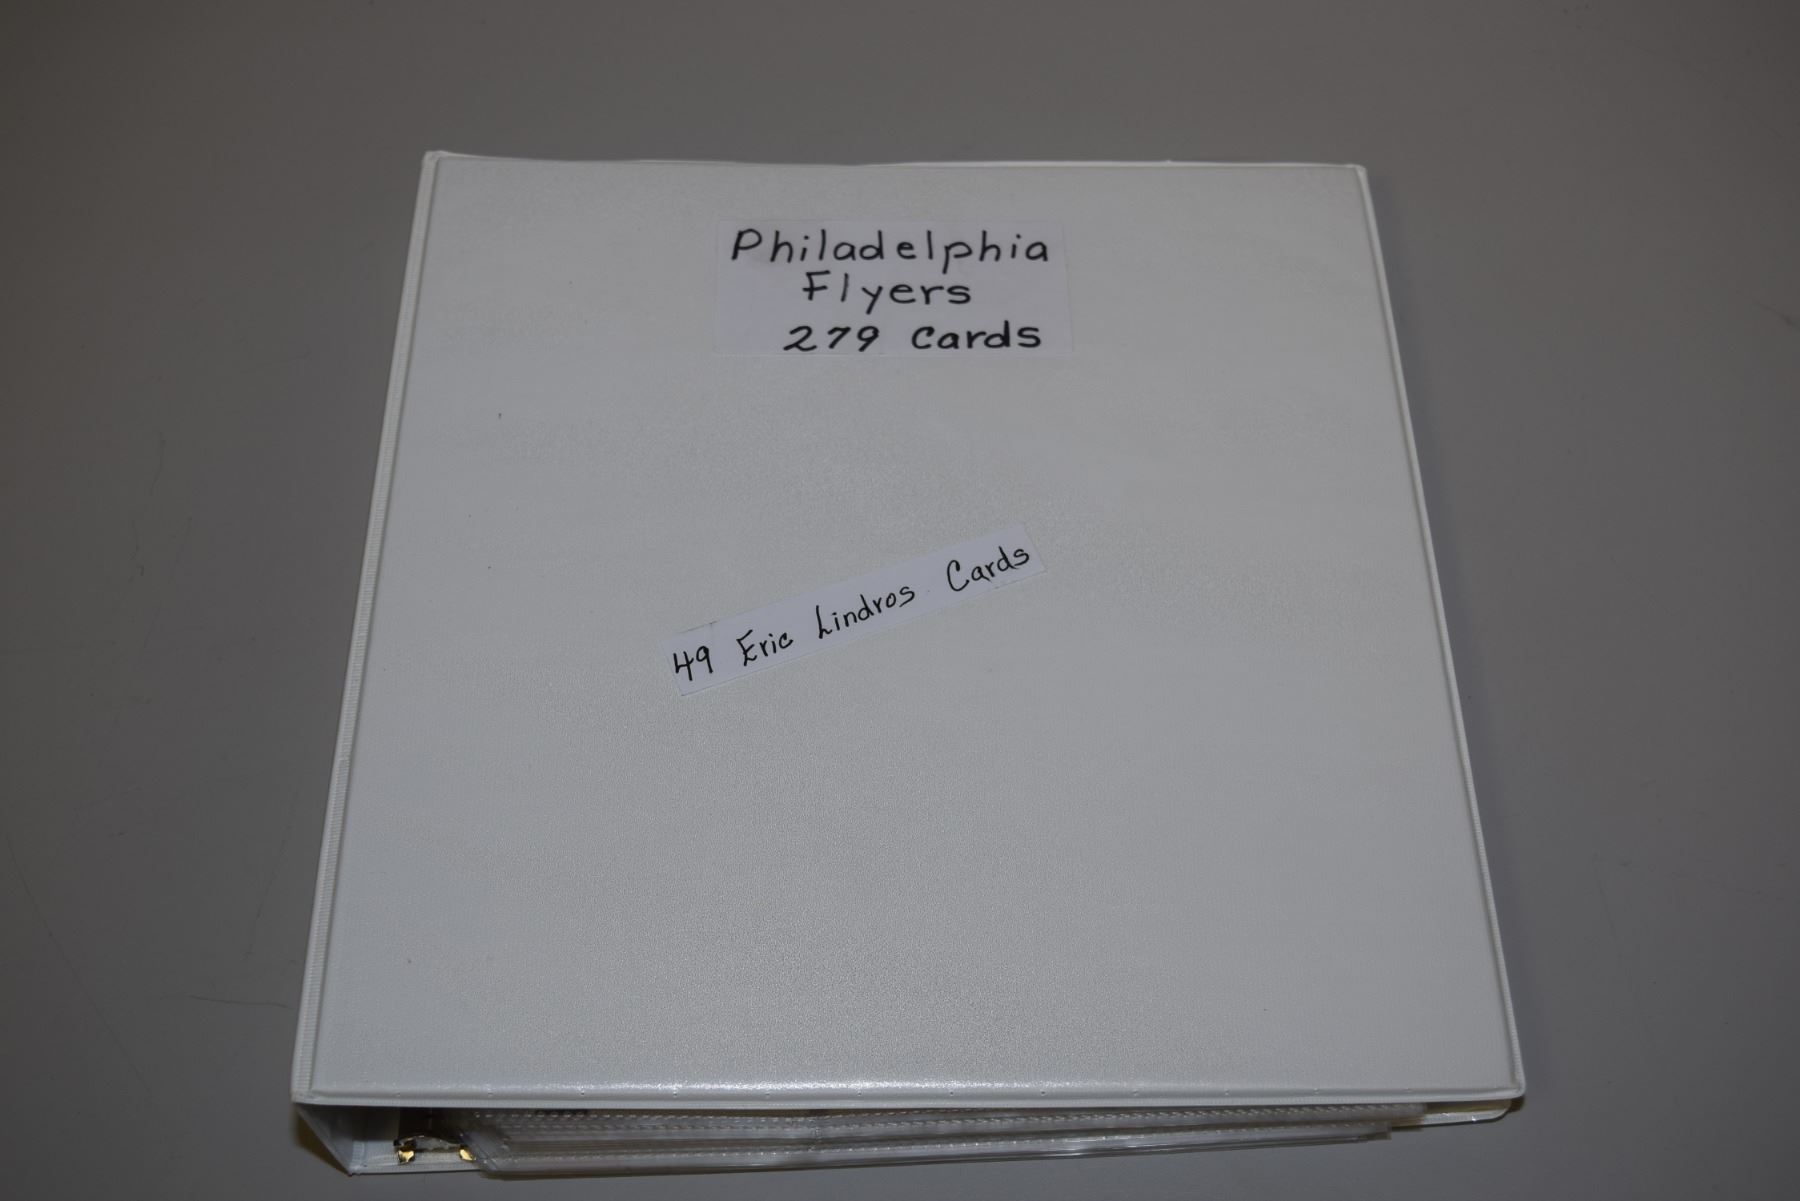 Philadelphia
Flyers
279 Cards
49 Eric Lindros Cards